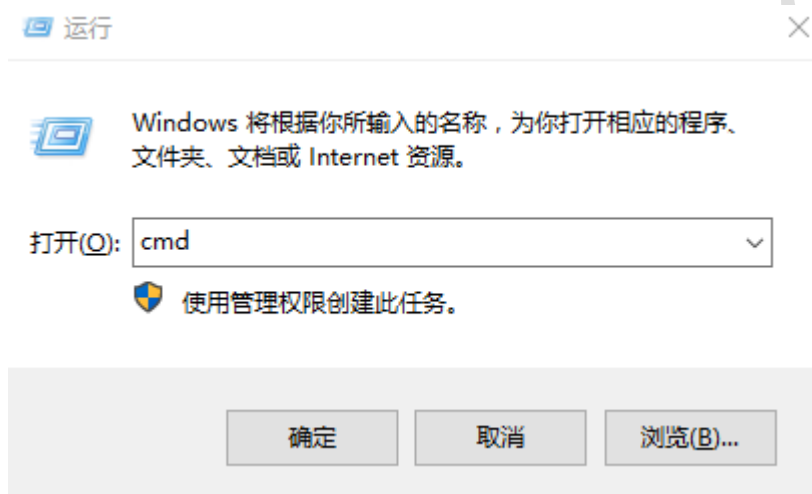 运行
Windows 将根据你所输入的名称，为你打开相应的程序、
文件夹、文档或 Internet 资源。
打开(O): cmd
使用管理权限创建此任务。
确定 取消 浏览(B)...